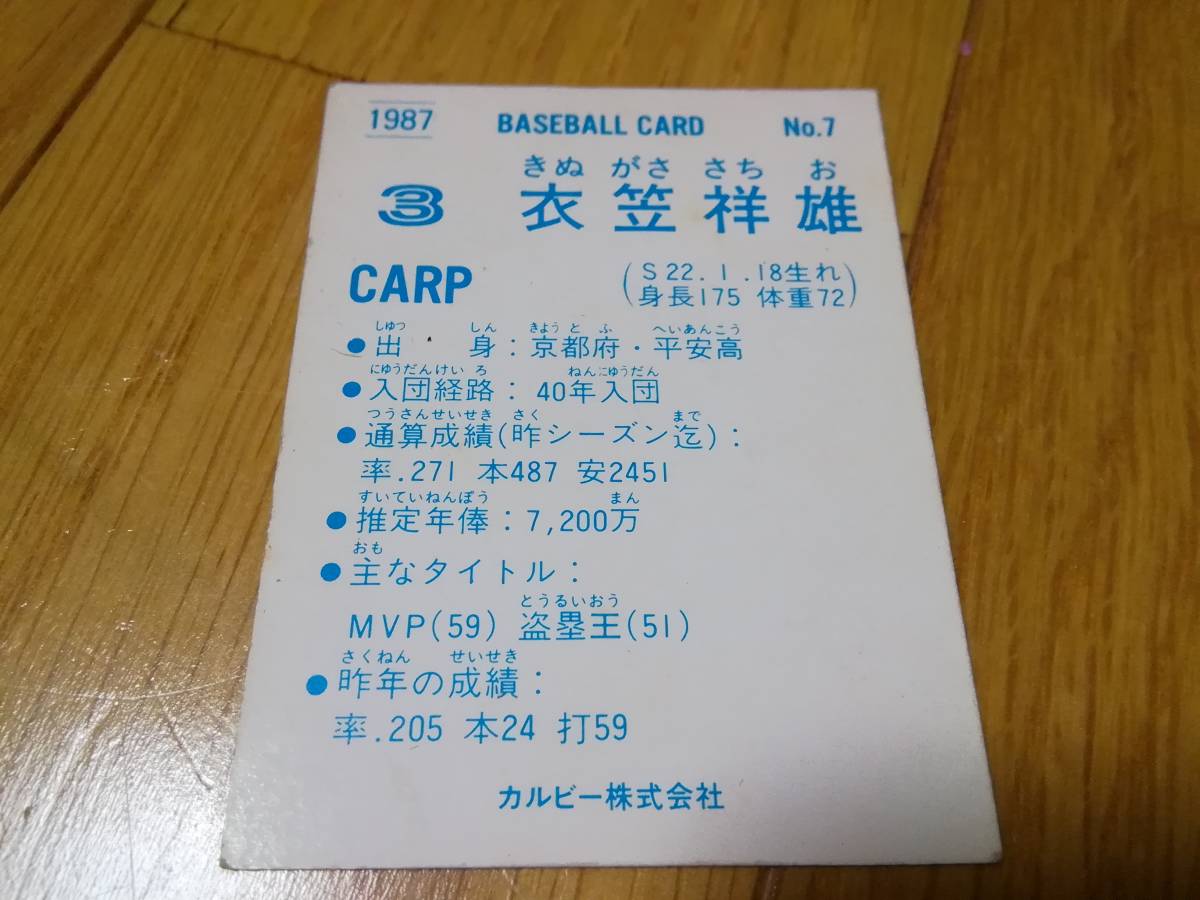 1987 BASEBALL CARD No.7
きぬ がさ さち お
3 衣笠祥雄
CARP
(S22.1.18生れ
身長175 体重72)
しゆつ しん きよう と ふ へいあんこう
●出身:京都府・平安高
にゆうだんけい ろ ねんにゆうだん
●入団経路:40年入団
つうさんせいせき さく まで
●通算成績(昨シーズン迄):
率.271 本487 安2451
すいていねんぽう まん
●推定年俸:7,200万
おも
●主なタイトル:
とうるいおう
MVP(59) 盗塁王(51)
さくねん せいせき
●昨年の成績:
率.205 本24 打59
カルビー株式会社